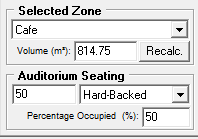 Selected Zone
Cafe
Volume (m³): 814.75 Recalc.
Auditorium Seating
50 Hard-Backed
Percentage Occupied (%): 50